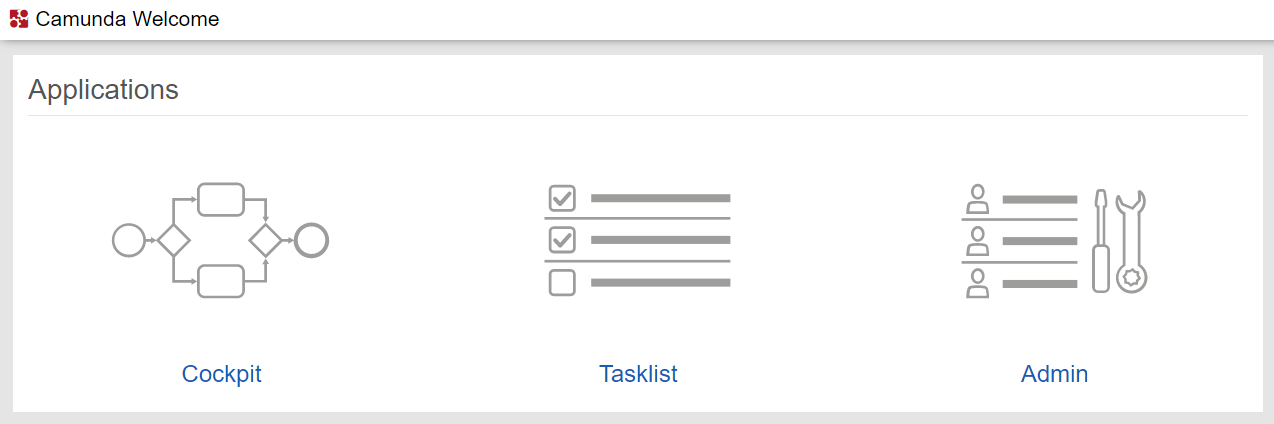 Camunda Welcome
Applications
Cockpit
Tasklist
Admin